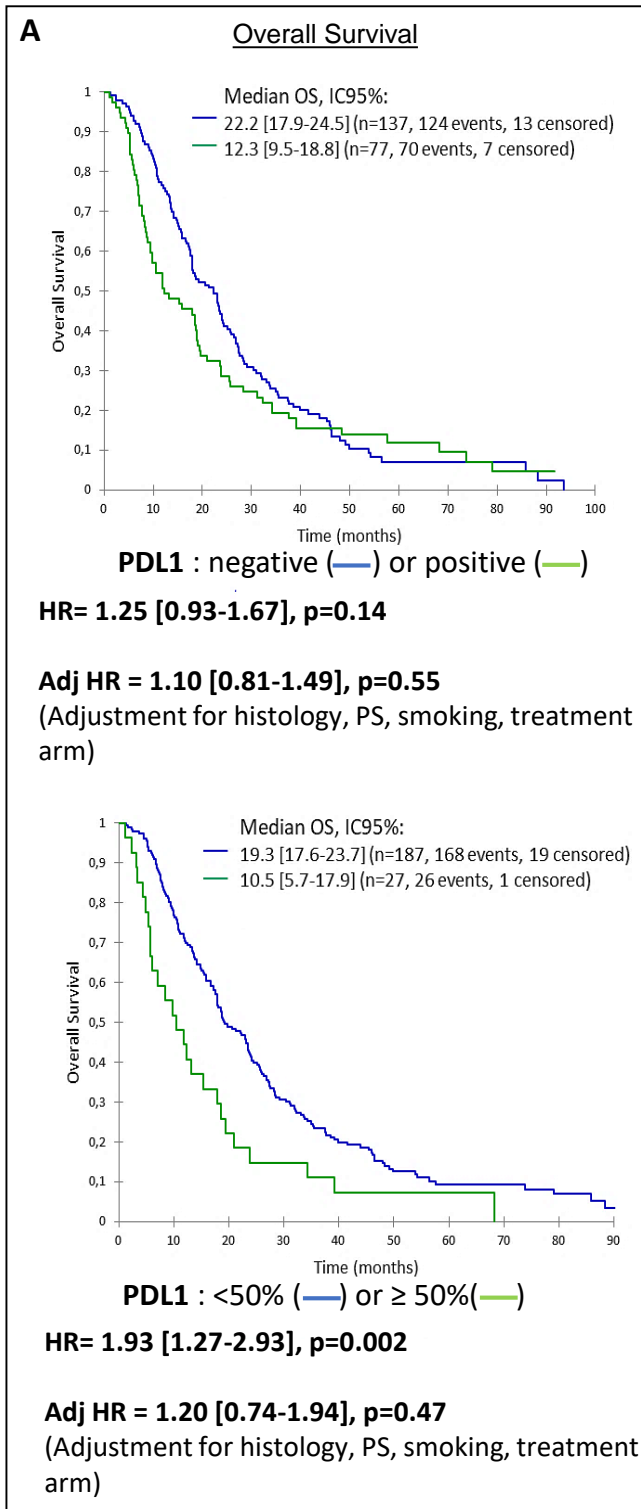 A
Overall Survival
Median OS, IC95%:
22.2 [17.9-24.5] (n=137, 124 events, 13 censored)
12.3 [9.5-18.8] (n=77, 70 events, 7 censored)
Overall Survival
1
0,9
0,8
0,7
0,6
0,5
0,4
0,3
0,2
0,1
0
0 10 20 30 40 50 60 70 80 90 100
Time (months)
PDL1 : negative (—) or positive (—)
HR= 1.25 [0.93-1.67], p=0.14
Adj HR = 1.10 [0.81-1.49], p=0.55
(Adjustment for histology, PS, smoking, treatment
arm)
Median OS, IC95%:
19.3 [17.6-23.7] (n=187, 168 events, 19 censored)
10.5 [5.7-17.9] (n=27, 26 events, 1 censored)
Overall Survival
1
0,9
0,8
0,7
0,6
0,5
0,4
0,3
0,2
0,1
0
0 10 20 30 40 50 60 70 80 90
Time (months)
PDL1 : <50% (—) or ≥ 50%(—)
HR= 1.93 [1.27-2.93], p=0.002
Adj HR = 1.20 [0.74-1.94], p=0.47
(Adjustment for histology, PS, smoking, treatment
arm)